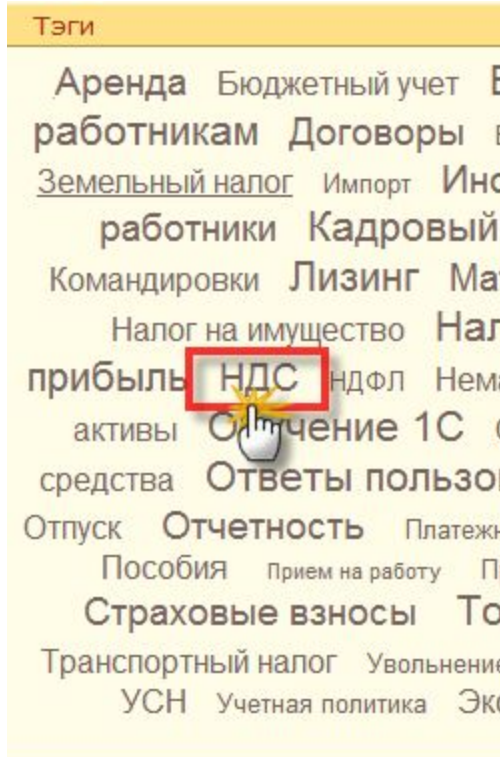 Тэги
Аренда Бюджетный учет
работникам Договоры
Земельный налог Импорт
работники Кадровый
Командировки Лизинг
Налог на имущество
прибыль НДС НДФЛ
активы 1С
средства Ответы
Отпуск Отчетность
Пособия Прием на работу
Страховые взносы
Транспортный налог
УСН Учетная политика